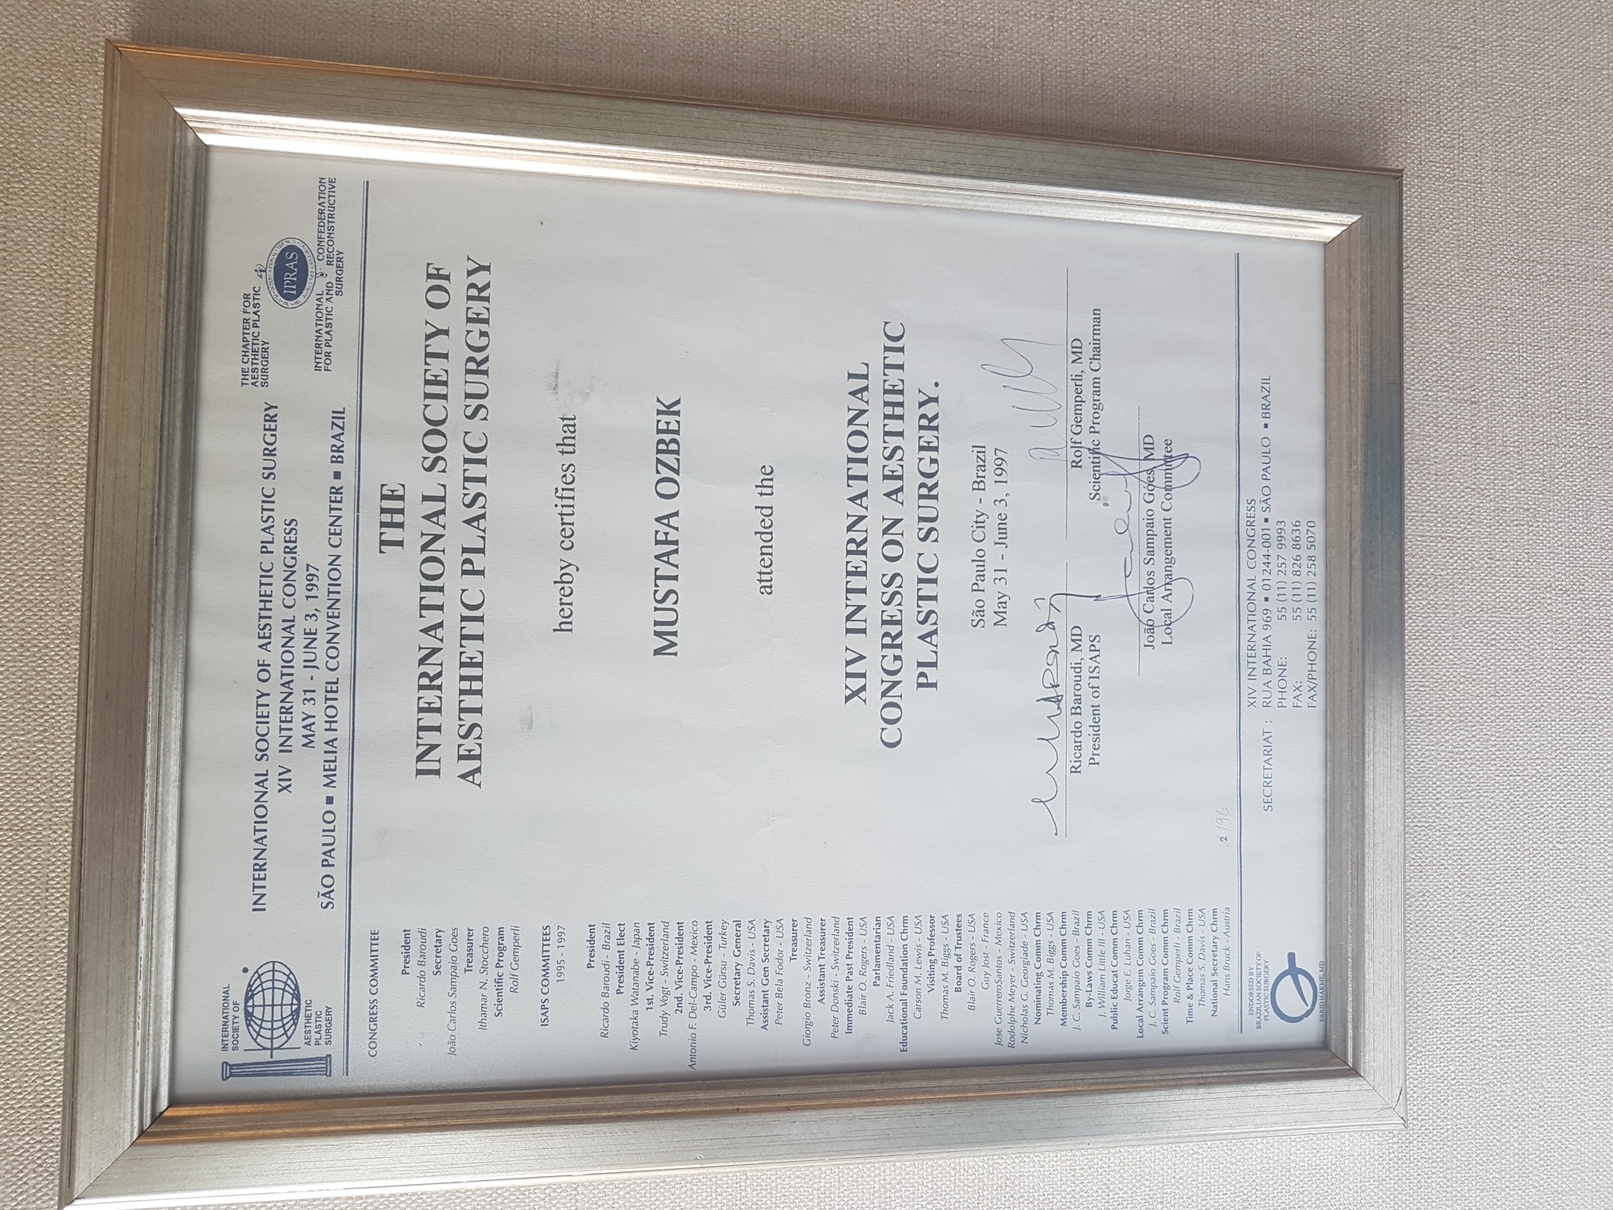 INTERNATIONAL
SOCIETY OF
AESTHETIC
PLASTIC
SURGERY
INTERNATIONAL SOCIETY OF AESTHETIC PLASTIC SURGERY
XIV INTERNATIONAL CONGRESS
MAY 31 - JUNE 3, 1997
SÃO PAULO ■ MELIA HOTEL CONVENTION CENTER ■ BRAZIL
THE CHAPTER FOR
AESTHETIC PLASTIC
SURGERY
IPRAS
INTERNATIONAL CONFEDERATION
FOR PLASTIC AND RECONSTRUCTIVE
SURGERY
CONGRESS COMMITTEE
President
Ricardo Baroudi
Secretary
João Carlos Sampaio Goes
Treasurer
Ithamar N. Stocchero
Scientific Program
Rolf Gemperli
ISAPS COMMITTEES
1995 - 1997
President
Ricardo Baroudi - Brazil
President Elect
Kiyotaka Watanabe - Japan
1st. Vice-President
Trudy Vogt - Switzerland
2nd. Vice-President
Antonio F. Del-Campo - Mexico
3rd. Vice-President
Güler Gürsu - Turkey
Secretary General
Thomas S. Davis - USA
Assistant Gen Secretary
Peter Bela Fodor - USA
Treasurer
Giorgio Bronz - Switzerland
Assistant Treasurer
Peter Donski - Switzerland
Immediate Past President
Blair O. Rogers - USA
Parlamentarian
Jack A. Friedland - USA
Educational Foundation Chrm
Carson M. Lewis - USA
Visiting Professor
Thomas M. Biggs - USA
Board of Trustees
Blair O. Rogers - USA
Guy Jost - France
Jose GuerreroSantos - Mexico
Rodolphe Meyer - Switzerland
Nicholas G. Georgiade - USA
Nominating Comm Chrm
Thomas M. Biggs - USA
Membership Comm Chrm
J. C. Sampaio Goes - Brazil
By-Laws Comm Chrm
J. William Little III - USA
Public Educat Comm Chrm
Jorge E. Luhan - USA
Local Arrangem Comm Chrm
J. C. Sampaio Goes - Brazil
Scient Program Comm Chrm
Rolf Gemperli - Brazil
Time & Place Comm Chrm
Thomas S. Davis - USA
National Secretary Chrm
Hans Bruck - Austria
THE
INTERNATIONAL SOCIETY OF
AESTHETIC PLASTIC SURGERY
hereby certifies that
MUSTAFA OZBEK
attended the
XIV INTERNATIONAL
CONGRESS ON AESTHETIC
PLASTIC SURGERY.
São Paulo City - Brazil
May 31 - June 3, 1997
Ricardo Baroudi, MD
President of ISAPS
Rolf Gemperli, MD
Scientific Program Chairman
João Carlos Sampaio Góes, MD
Local Arrangement Committee
ENDORSED BY
BRAZILIAN SOCIETY OF
PLASTIC SURGERY
SECRETARIAT : XIV INTERNATIONAL CONGRESS
RUA BAHIA 969 ■ 01244-001 ■ SÃO PAULO ■ BRAZIL
PHONE: 55 (11) 257 9993
FAX: 55 (11) 826 8636
FAX/PHONE: 55 (11) 258 5070